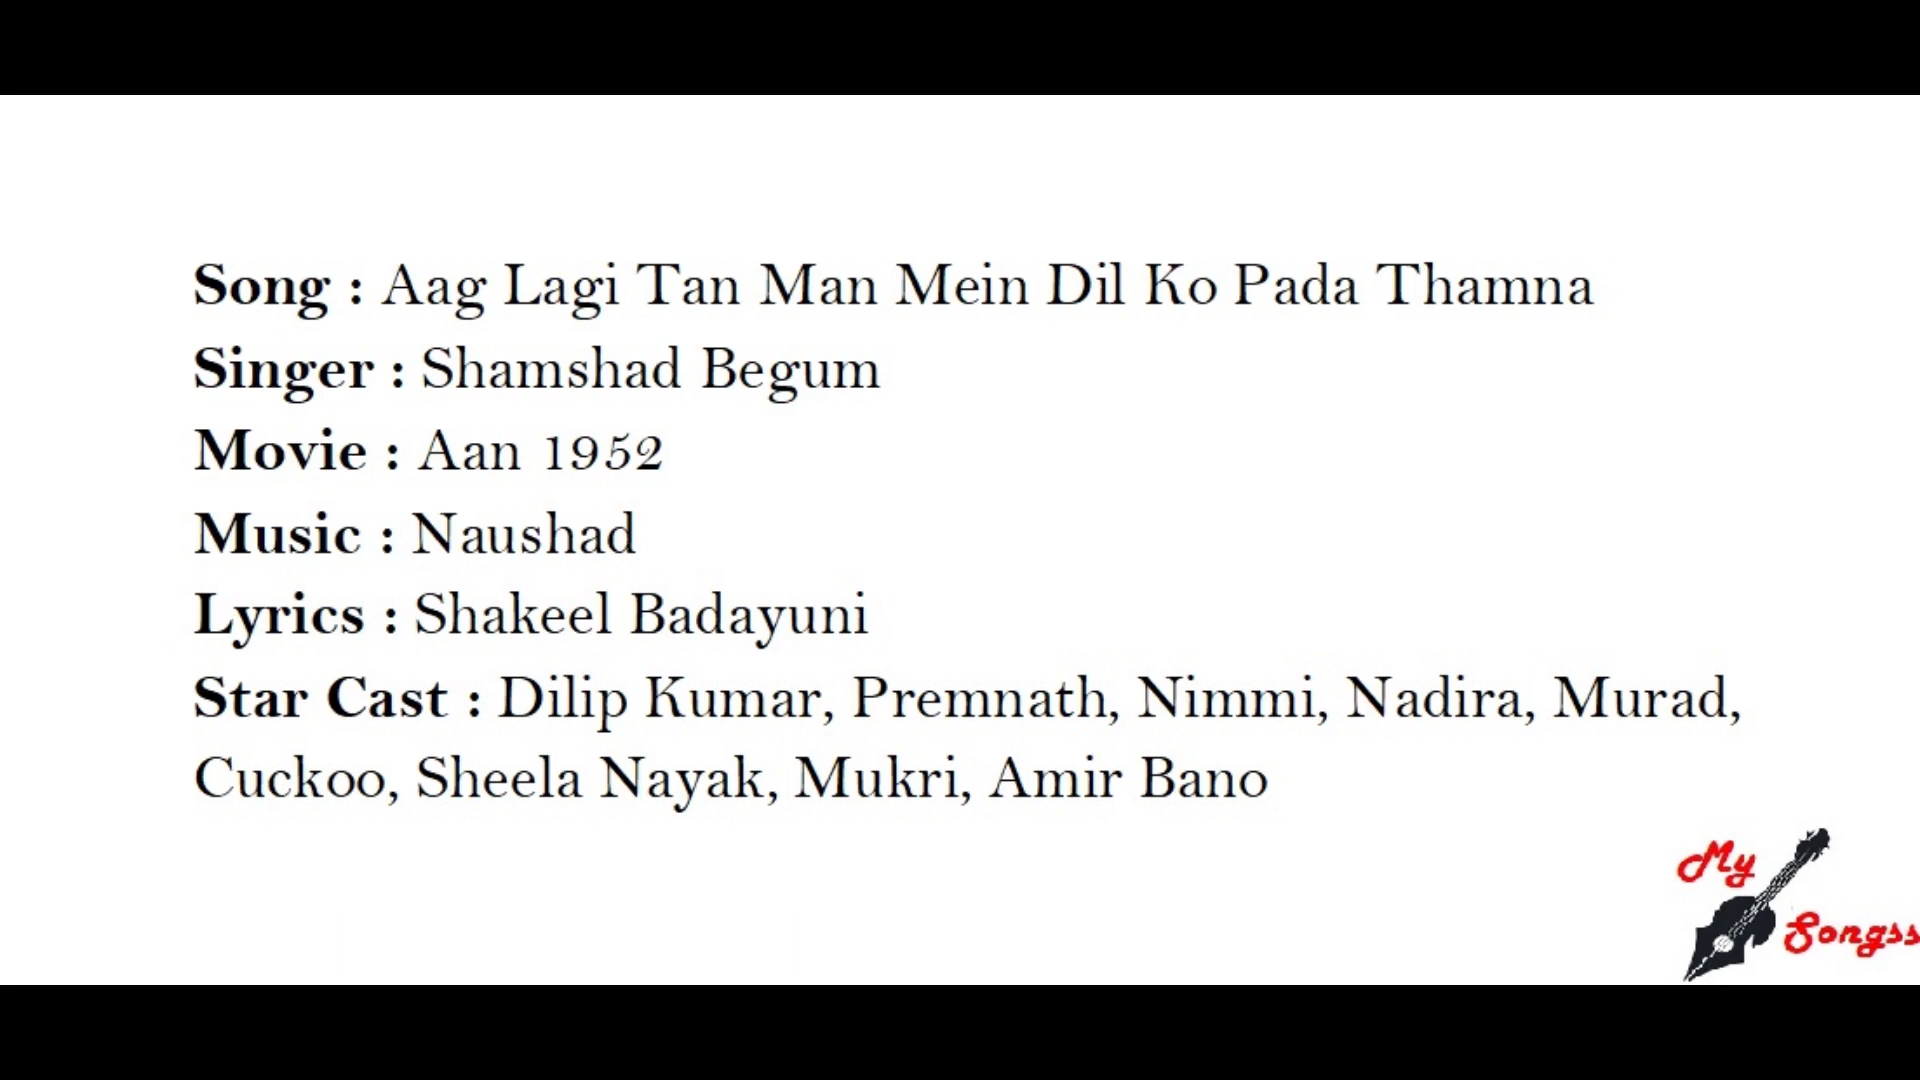 Song : Aag Lagi Tan Man Mein Dil Ko Pada Thamna
Singer : Shamshad Begum
Movie : Aan 1952
Music : Naushad
Lyrics : Shakeel Badayuni
Star Cast : Dilip Kumar, Premnath, Nimmi, Nadira, Murad,
Cuckoo, Sheela Nayak, Mukri, Amir Bano
My
Songss